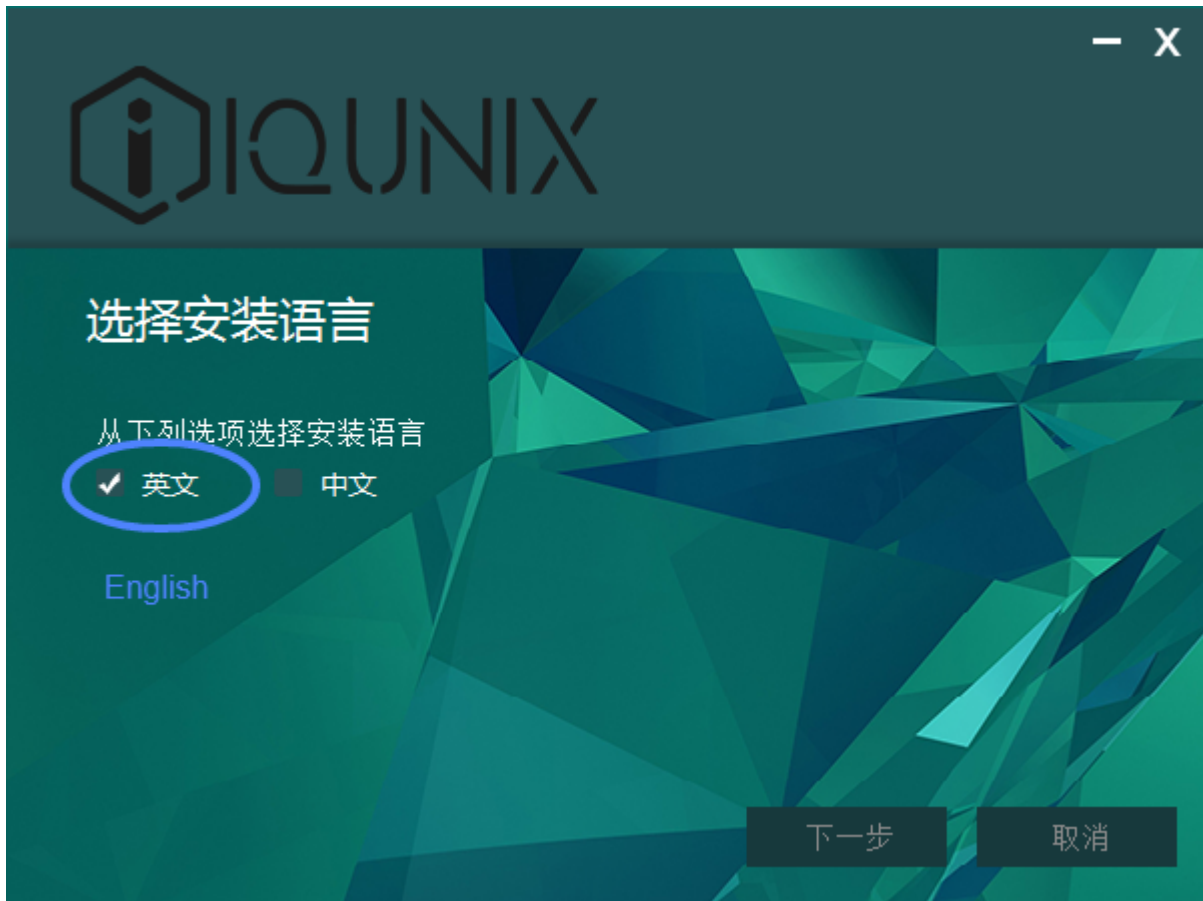 — X
IQUNIX
选择安装语言
从下列选项选择安装语言
英文 中文
English
下一步 取消